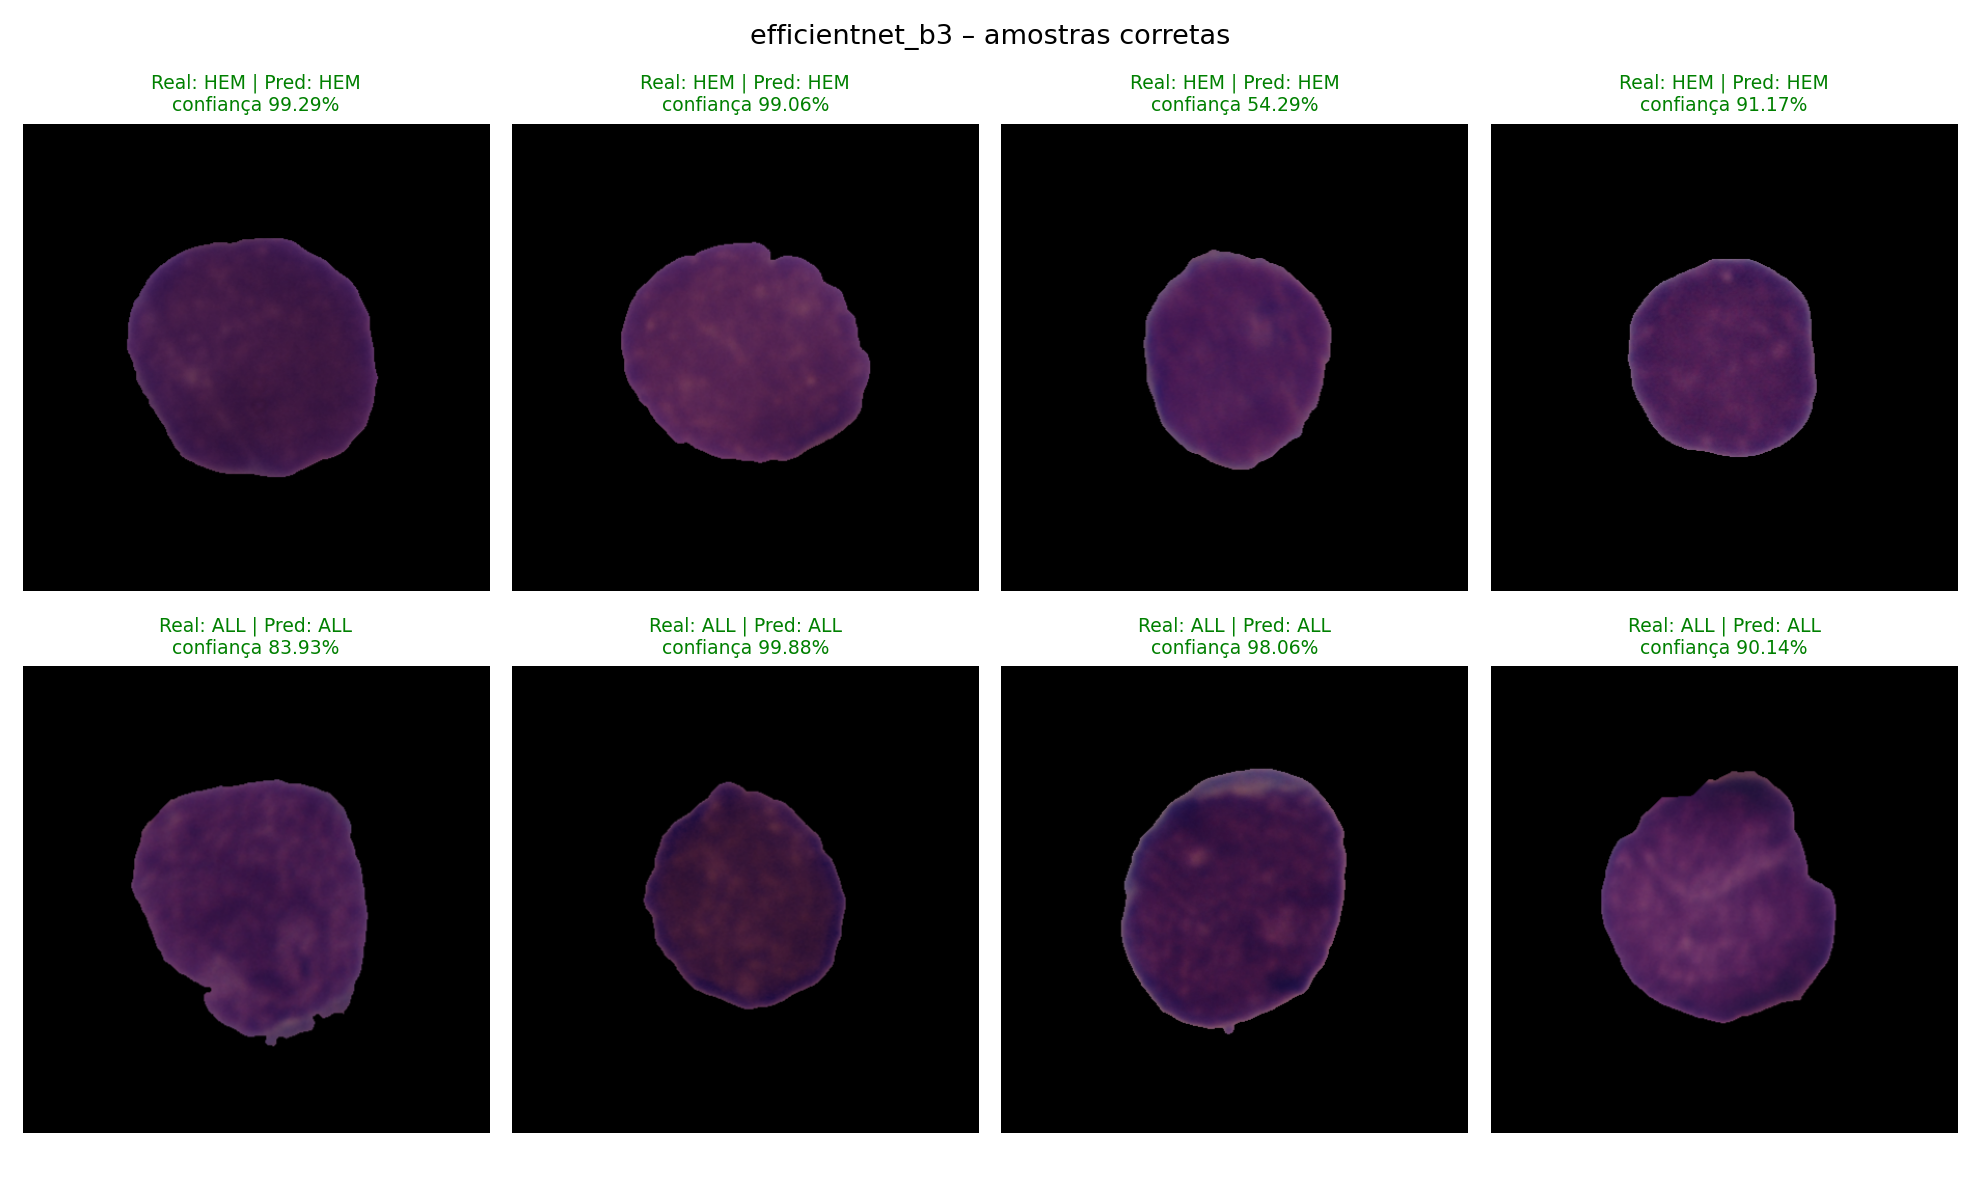 efficientnet_b3 – amostras corretas
Real: HEM | Pred: HEM
confiança 99.29%
Real: HEM | Pred: HEM
confiança 99.06%
Real: HEM | Pred: HEM
confiança 54.29%
Real: HEM | Pred: HEM
confiança 91.17%
Real: ALL | Pred: ALL
confiança 83.93%
Real: ALL | Pred: ALL
confiança 99.88%
Real: ALL | Pred: ALL
confiança 98.06%
Real: ALL | Pred: ALL
confiança 90.14%